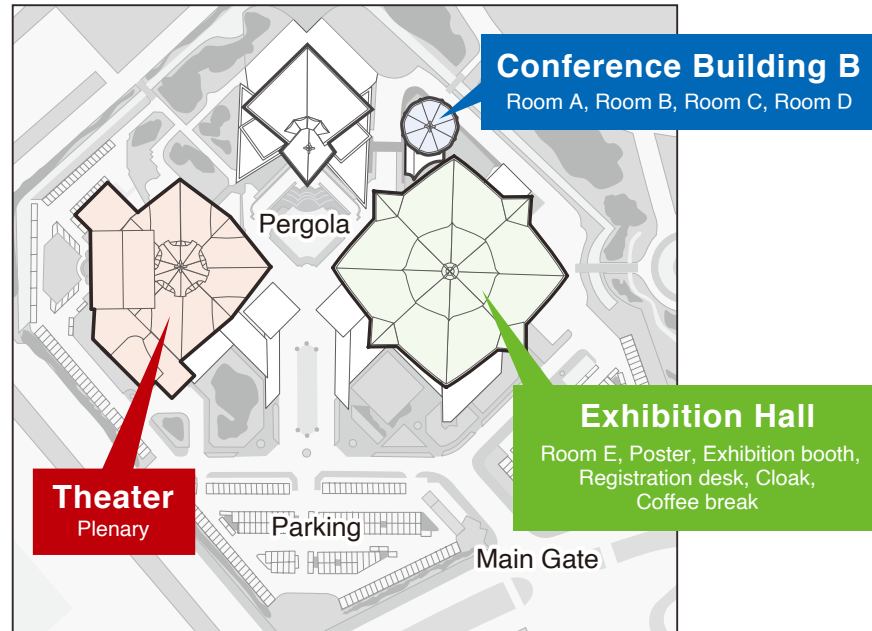 Conference Building B
Room A, Room B, Room C, Room D
Pergola
Exhibition Hall
Room E, Poster, Exhibition booth,
Registration desk, Cloak,
Coffee break
Theater
Plenary
Parking
Main Gate